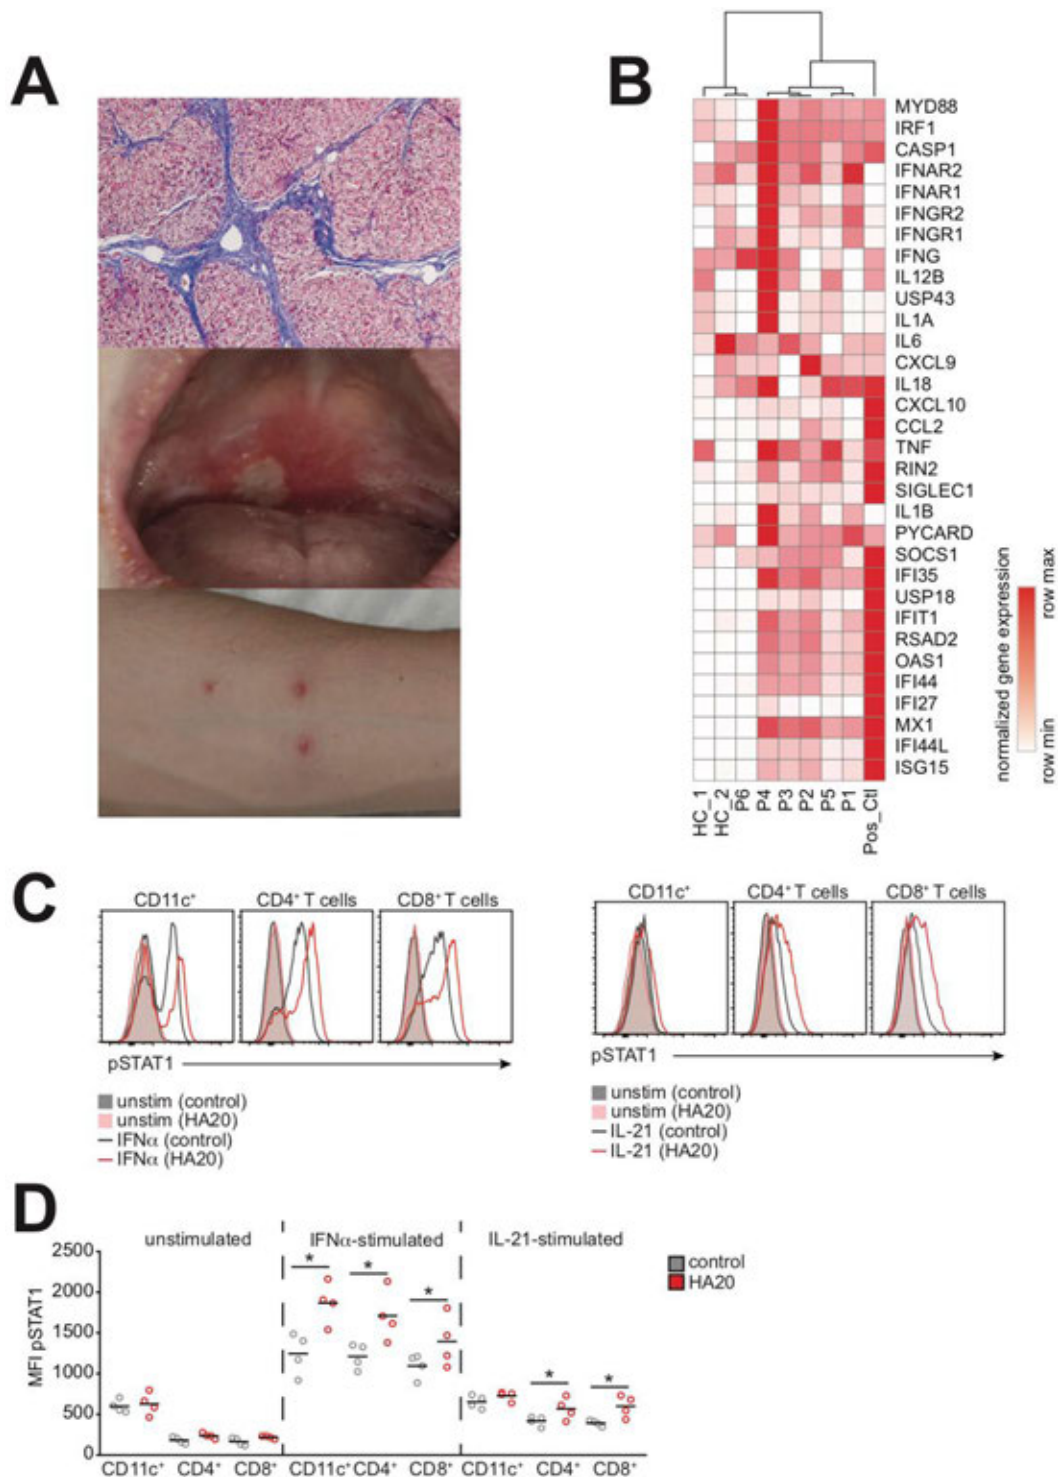 A
B
MYD88
IRF1
CASP1
IFNAR2
IFNAR1
IFNGR2
IFNGR1
IFNG
IL12B
USP43
IL1A
IL6
CXCL9
IL18
CXCL10
CCL2
TNF
RIN2
SIGLEC1
IL1B
PYCARD
SOCS1
IFI35
USP18
IFIT1
RSAD2
OAS1
IFI44
IFI27
MX1
IFI44L
ISG15
HC_1
HC_2
P6
P4
P3
P2
P5
P1
Pos_Ctl
normalized gene expression
row min
row max
C
CD11c⁺
CD4⁺ T cells
CD8⁺ T cells
pSTAT1
unstim (control)
unstim (HA20)
IFNα (control)
IFNα (HA20)
CD11c⁺
CD4⁺ T cells
CD8⁺ T cells
pSTAT1
unstim (control)
unstim (HA20)
IL-21 (control)
IL-21 (HA20)
D
unstimulated
IFNα-stimulated
IL-21-stimulated
control
HA20
MFI pSTAT1
2500
2000
1500
1000
500
0
* * * * *
CD11c⁺ CD4⁺ CD8⁺ CD11c⁺ CD4⁺ CD8⁺ CD11c⁺ CD4⁺ CD8⁺